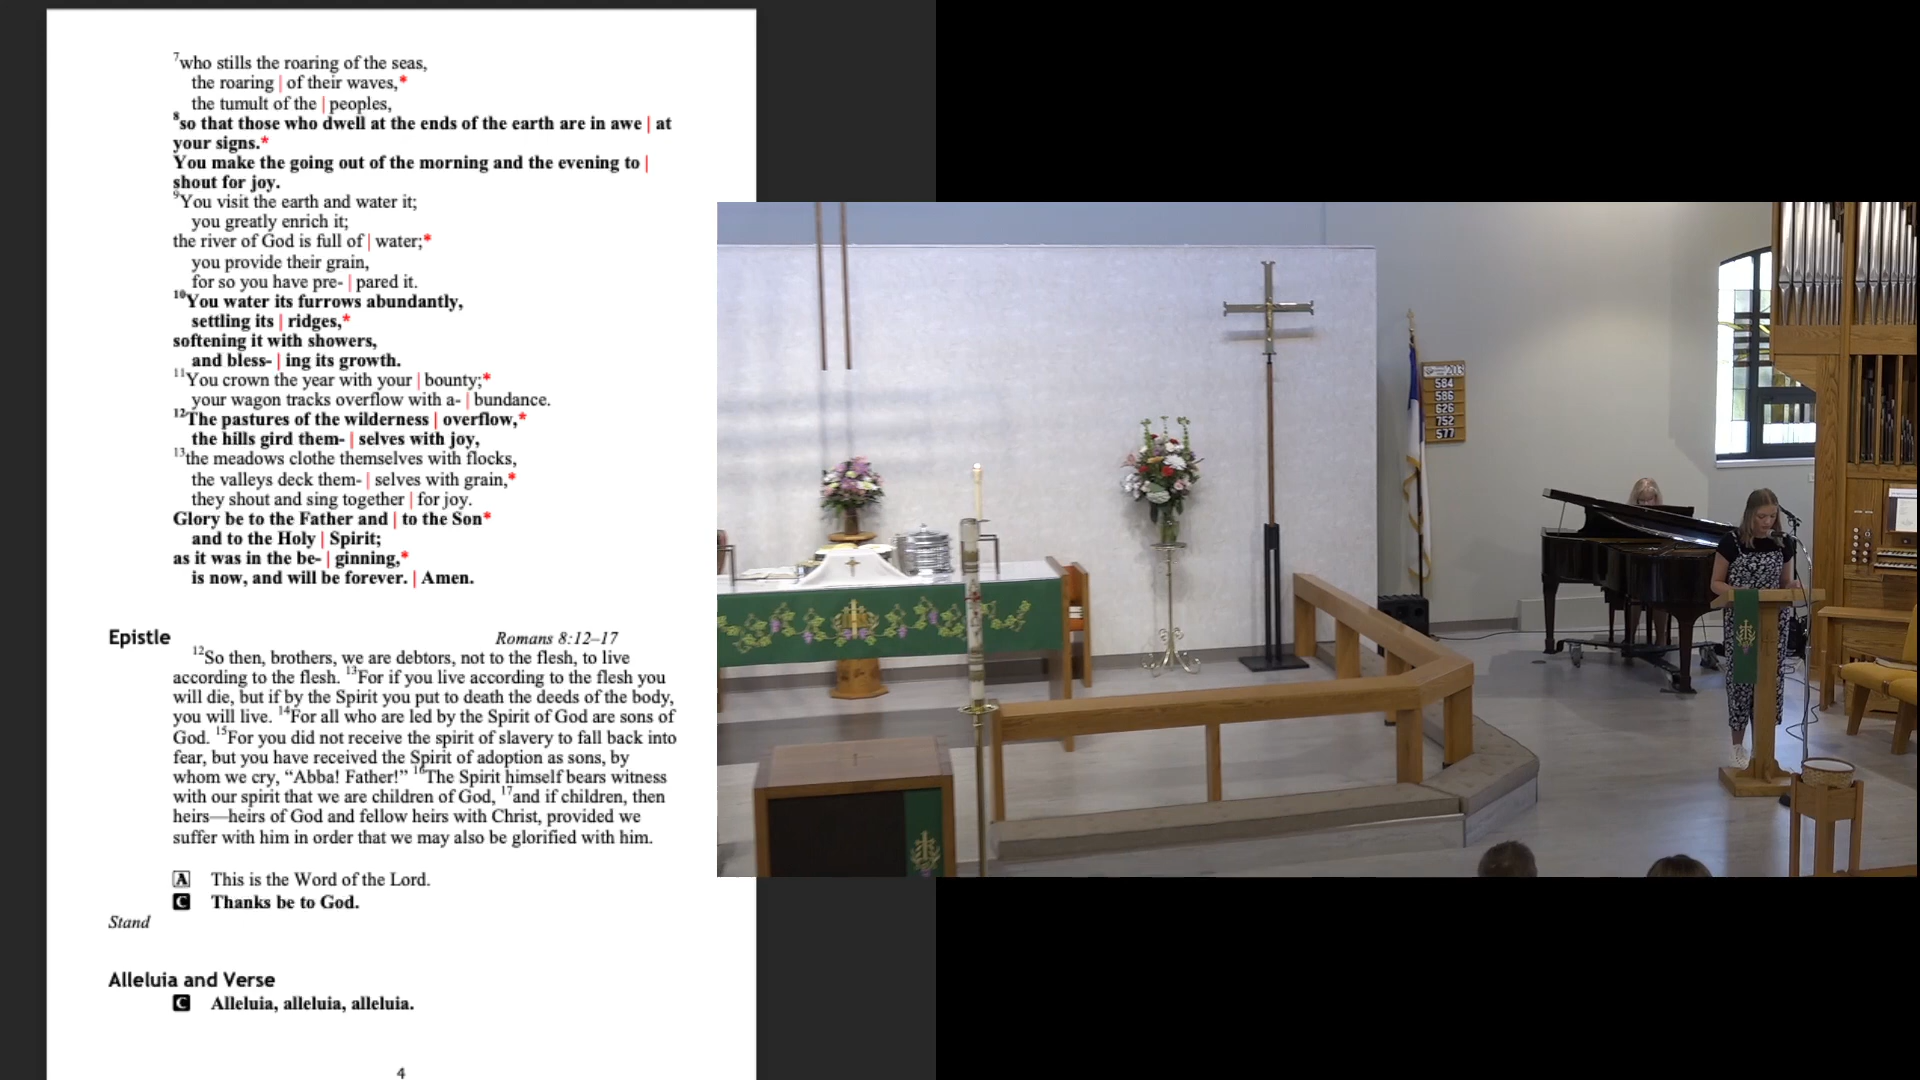 7who stills the roaring of the seas,
the roaring | of their waves,*
the tumult of the | peoples,
8so that those who dwell at the ends of the earth are in awe | at
your signs.*
You make the going out of the morning and the evening to |
shout for joy.
9You visit the earth and water it;
you greatly enrich it;
the river of God is full of | water;*
you provide their grain,
for so you have pre- | pared it.
10You water its furrows abundantly,
settling its | ridges,*
softening it with showers,
and bless- | ing its growth.
11You crown the year with your | bounty;*
your wagon tracks overflow with a- | bundance.
12The pastures of the wilderness | overflow,*
the hills gird them- | selves with joy,
13the meadows clothe themselves with flocks,
the valleys deck them- | selves with grain,*
they shout and sing together | for joy.
Glory be to the Father and | to the Son*
and to the Holy | Spirit;
as it was in the be- | ginning,*
is now, and will be forever. | Amen.
Epistle Romans 8:12–17
12So then, brothers, we are debtors, not to the flesh, to live
according to the flesh. 13For if you live according to the flesh you
will die, but if by the Spirit you put to death the deeds of the body,
you will live. 14For all who are led by the Spirit of God are sons of
God. 15For you did not receive the spirit of slavery to fall back into
fear, but you have received the Spirit of adoption as sons, by
whom we cry, “Abba! Father!” 16The Spirit himself bears witness
with our spirit that we are children of God, 17and if children, then
heirs—heirs of God and fellow heirs with Christ, provided we
suffer with him in order that we may also be glorified with him.
A This is the Word of the Lord.
C Thanks be to God.
Stand
Alleluia and Verse
C Alleluia, alleluia, alleluia.
4
203
584
586
626
752
577